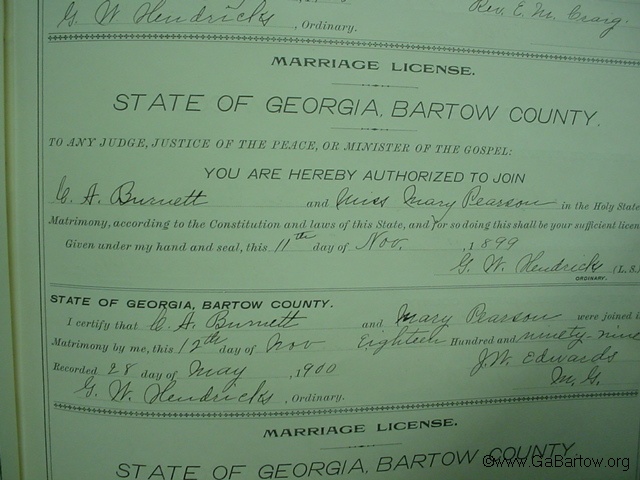 G. W. Hendricks, Ordinary. Rev. E. M. Craig.
MARRIAGE LICENSE.
STATE OF GEORGIA, BARTOW COUNTY.
TO ANY JUDGE, JUSTICE OF THE PEACE, OR MINISTER OF THE GOSPEL:
YOU ARE HEREBY AUTHORIZED TO JOIN
C. A. Burnett and Miss Mary Pearson in the Holy State
Matrimony, according to the Constitution and laws of this State, and for so doing this shall be your sufficient licen
Given under my hand and seal, this 11th day of Nov. , 1899
G. W. Hendricks (L. S.
ORDINARY.
STATE OF GEORGIA, BARTOW COUNTY.
I certify that C. A. Burnett and Mary Pearson were joined i
Matrimony by me, this 12th day of Nov Eighteen Hundred and ninety-nine
Recorded 28 day of May , 1900 J. W. Edwards
G. W. Hendricks, Ordinary. M. G.
MARRIAGE LICENSE.
STATE OF GEORGIA, BARTOW COUNTY.
©www.GaBartow.org